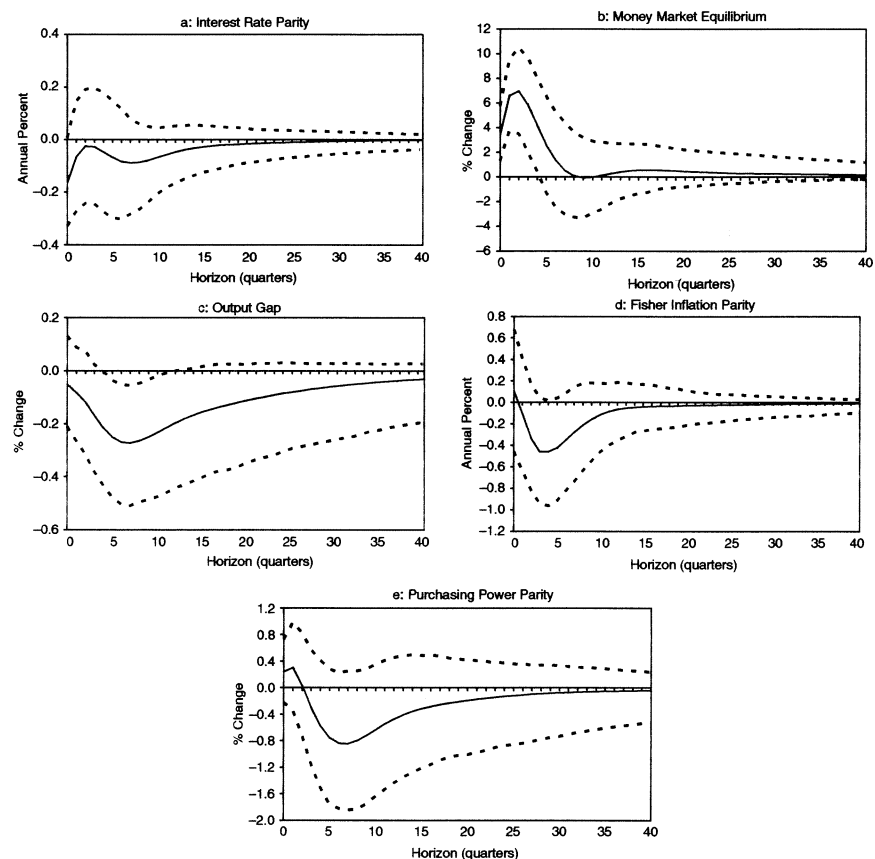 a: Interest Rate Parity
0.4
0.2
0.0
−0.2
−0.4
Annual Percent
0 5 10 15 20 25 30 35 40
Horizon (quarters)
b: Money Market Equilibrium
12
10
8
6
4
2
0
−2
−4
−6
% Change
0 5 10 15 20 25 30 35 40
Horizon (quarters)
c: Output Gap
0.2
0.0
−0.2
−0.4
−0.6
% Change
0 5 10 15 20 25 30 35 40
Horizon (quarters)
d: Fisher Inflation Parity
0.8
0.6
0.4
0.2
0.0
−0.2
−0.4
−0.6
−0.8
−1.0
−1.2
Annual Percent
0 5 10 15 20 25 30 35 40
Horizon (quarters)
e: Purchasing Power Parity
1.2
0.8
0.4
0.0
−0.4
−0.8
−1.2
−1.6
−2.0
% Change
0 5 10 15 20 25 30 35 40
Horizon (quarters)